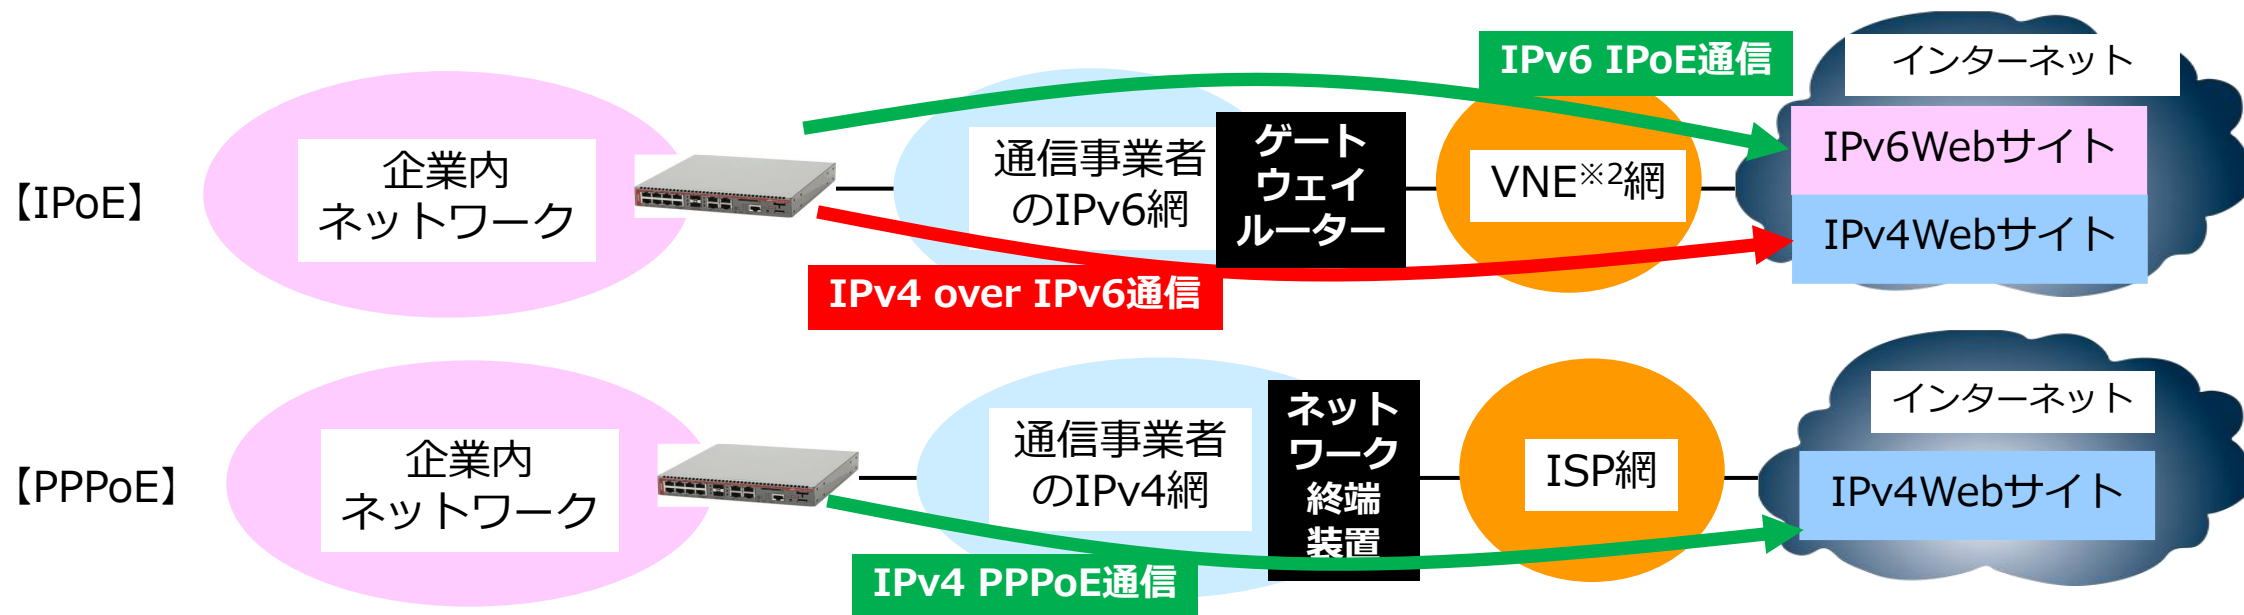 【IPoE】
企業内
ネットワーク
通信事業者
のIPv6網
ゲート
ウェイ
ルーター
VNE※2網
IPv6 IPoE通信
インターネット
IPv6Webサイト
IPv4Webサイト
IPv4 over IPv6通信
【PPPoE】
企業内
ネットワーク
通信事業者
のIPv4網
ネット
ワーク
終端
装置
ISP網
インターネット
IPv4Webサイト
IPv4 PPPoE通信